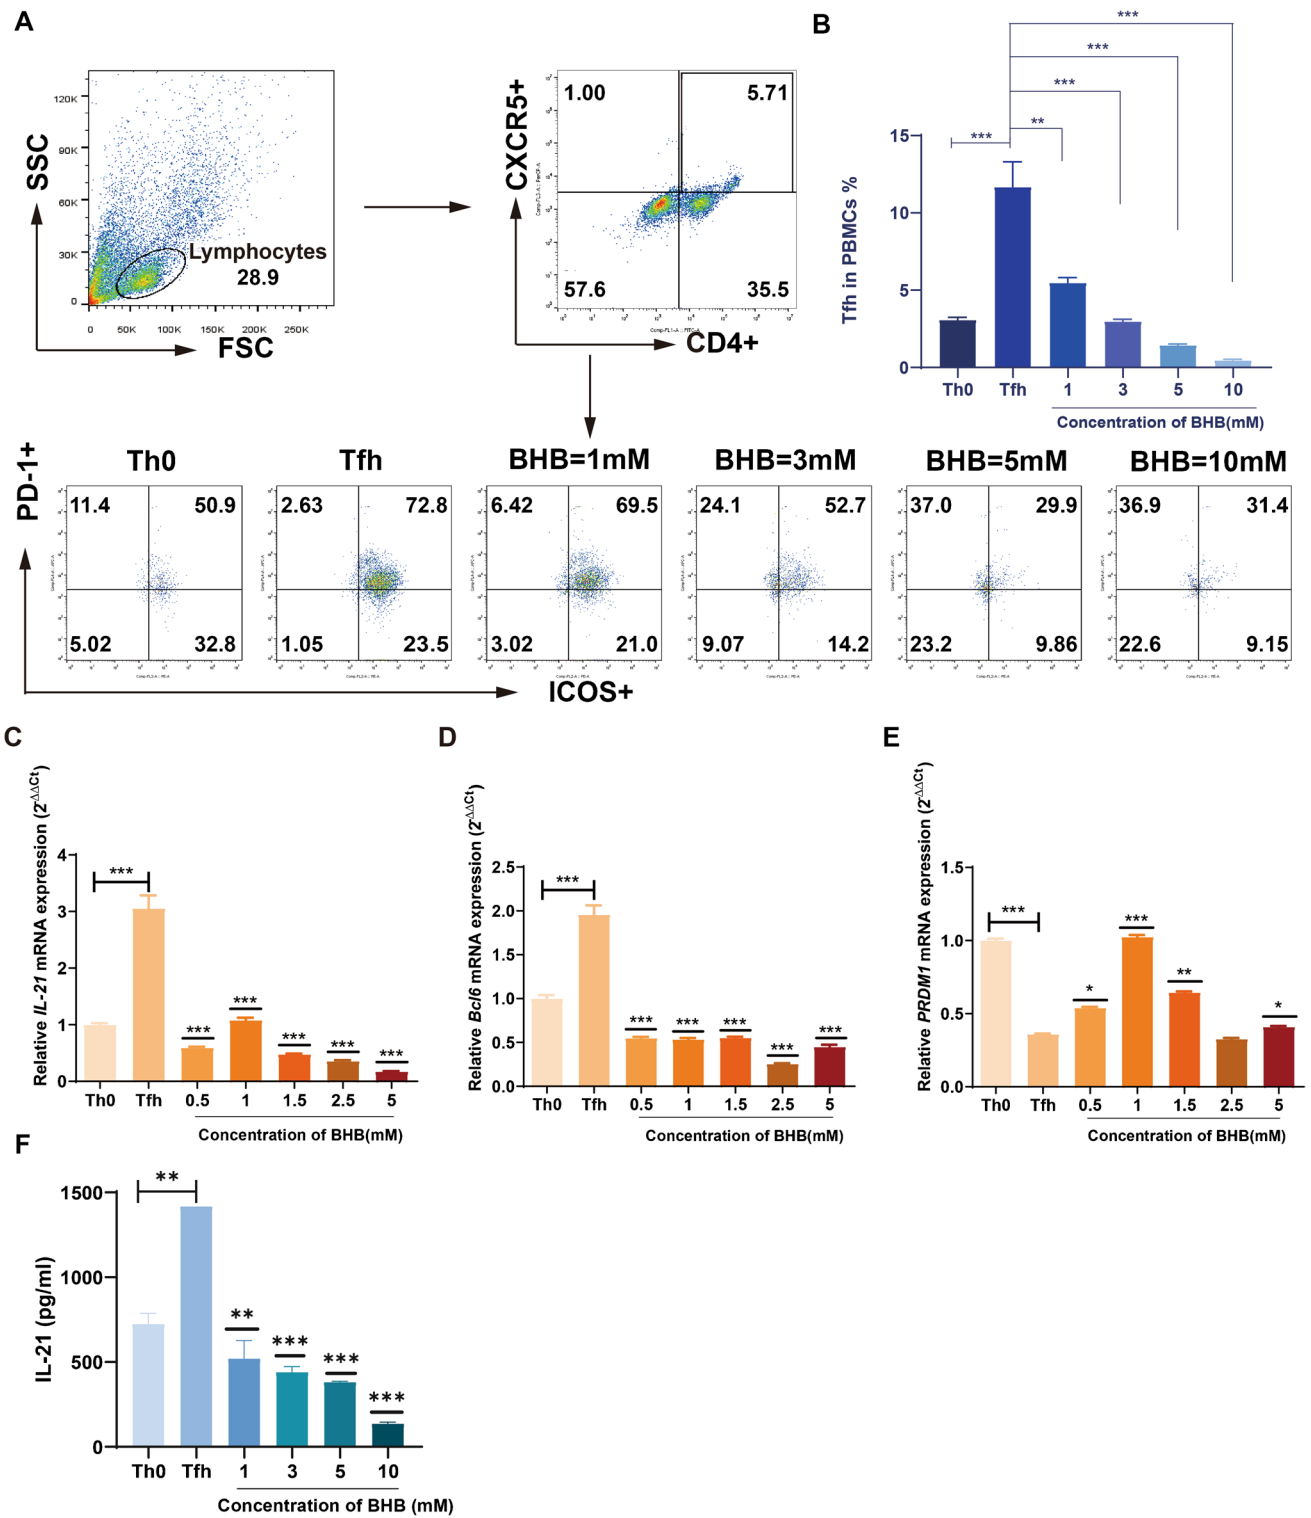 A
SSC
120K
90K
60K
30K
0
Lymphocytes
28.9
0 50K 100K 150K 200K 250K
FSC
CXCR5+
1.00 5.71
57.6 35.5
CD4+
B
***
***
***
**
***
Tfh in PBMCs %
15
10
5
0
Th0 Tfh 1 3 5 10
Concentration of BHB(mM)
PD-1+
Th0 Tfh BHB=1mM BHB=3mM BHB=5mM BHB=10mM
11.4 50.9 2.63 72.8 6.42 69.5 24.1 52.7 37.0 29.9 36.9 31.4
5.02 32.8 1.05 23.5 3.02 21.0 9.07 14.2 23.2 9.86 22.6 9.15
ICOS+
C
Relative IL-21 mRNA expression (2-ΔΔCt)
4
3
2
1
0
*** *** *** *** *** ***
Th0 Tfh 0.5 1 1.5 2.5 5
Concentration of BHB(mM)
D
Relative Bcl6 mRNA expression (2-ΔΔCt)
2.5
2.0
1.5
1.0
0.5
0.0
*** *** *** *** *** ***
Th0 Tfh 0.5 1 1.5 2.5 5
Concentration of BHB(mM)
E
Relative PRDM1 mRNA expression (2-ΔΔCt)
1.5
1.0
0.5
0.0
*** * *** ** *
Th0 Tfh 0.5 1 1.5 2.5 5
Concentration of BHB(mM)
F
IL-21 (pg/ml)
1500
1000
500
0
** ** *** *** ***
Th0 Tfh 1 3 5 10
Concentration of BHB (mM)